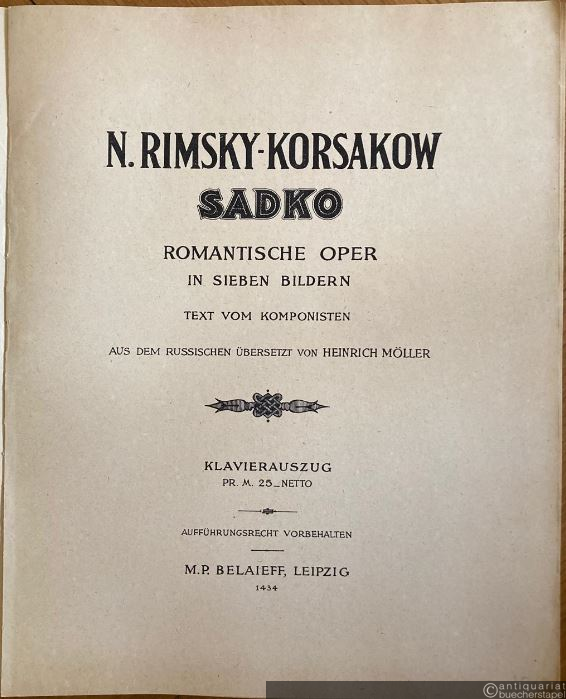 N. RIMSKY-KORSAKOW
SADKO
ROMANTISCHE OPER
IN SIEBEN BILDERN
TEXT VOM KOMPONISTEN
AUS DEM RUSSISCHEN ÜBERSETZT VON HEINRICH MÖLLER
KLAVIERAUSZUG
PR. M. 25_NETTO
AUFFÜHRUNGSRECHT VORBEHALTEN
M.P. BELAIEFF, LEIPZIG
1434
©antiquariat
buecherstapel